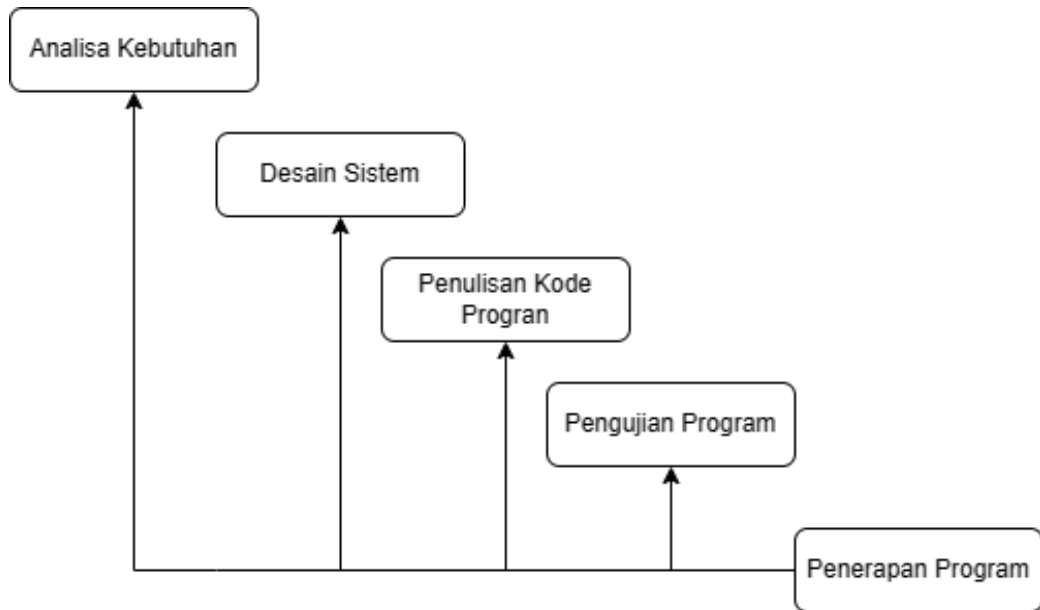 Analisa Kebutuhan
Desain Sistem
Penulisan Kode
Progran
Pengujian Program
Penerapan Program